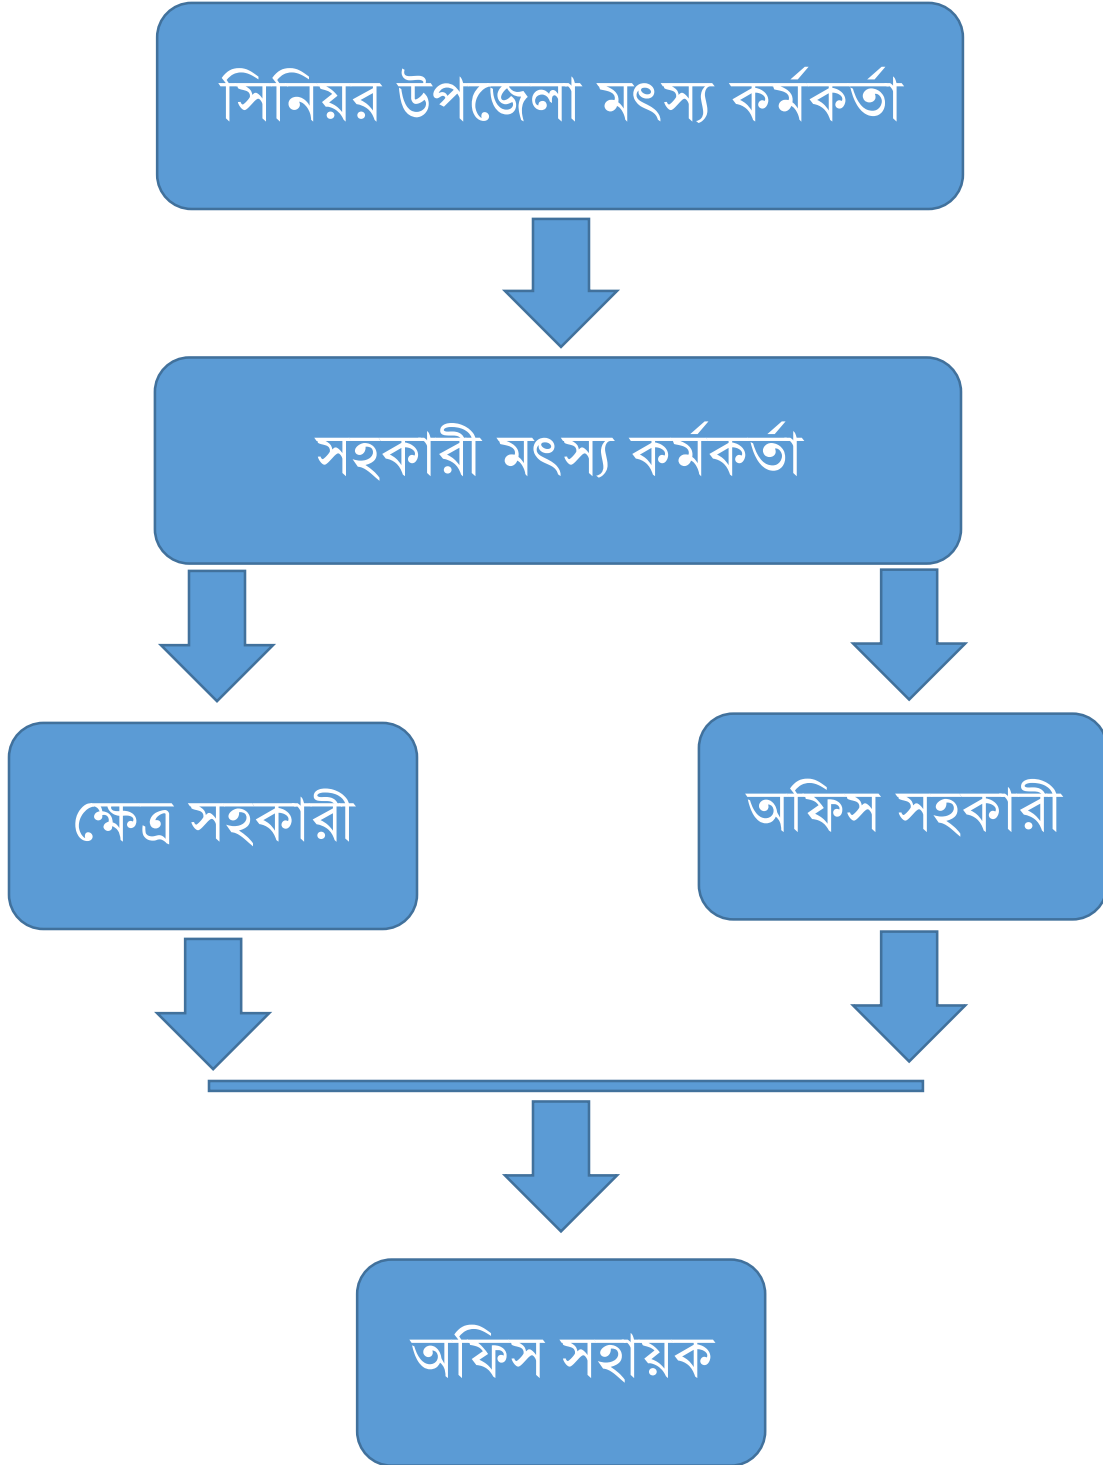 সিনিয়র উপজেলা মৎস্য কর্মকর্তা
সহকারী মৎস্য কর্মকর্তা
ক্ষেত্র সহকারী
অফিস সহকারী
অফিস সহায়ক